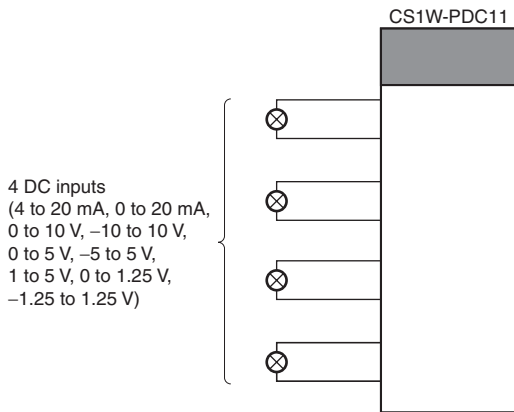 CS1W-PDC11
4 DC inputs
(4 to 20 mA, 0 to 20 mA,
0 to 10 V, −10 to 10 V,
0 to 5 V, −5 to 5 V,
1 to 5 V, 0 to 1.25 V,
−1.25 to 1.25 V)